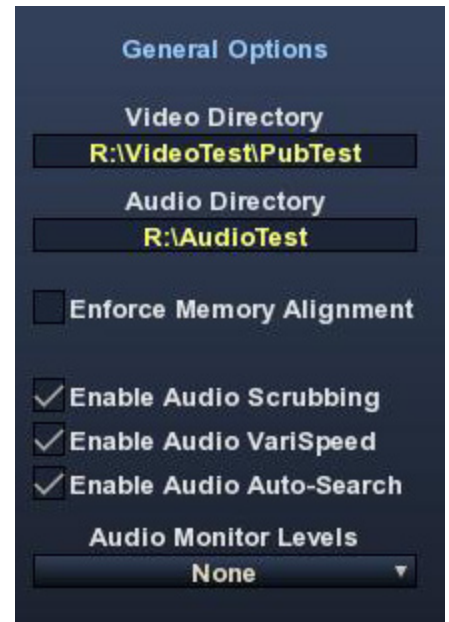 General Options
Video Directory
R:\VideoTest\PubTest
Audio Directory
R:\AudioTest
Enforce Memory Alignment
Enable Audio Scrubbing
Enable Audio VariSpeed
Enable Audio Auto-Search
Audio Monitor Levels
None